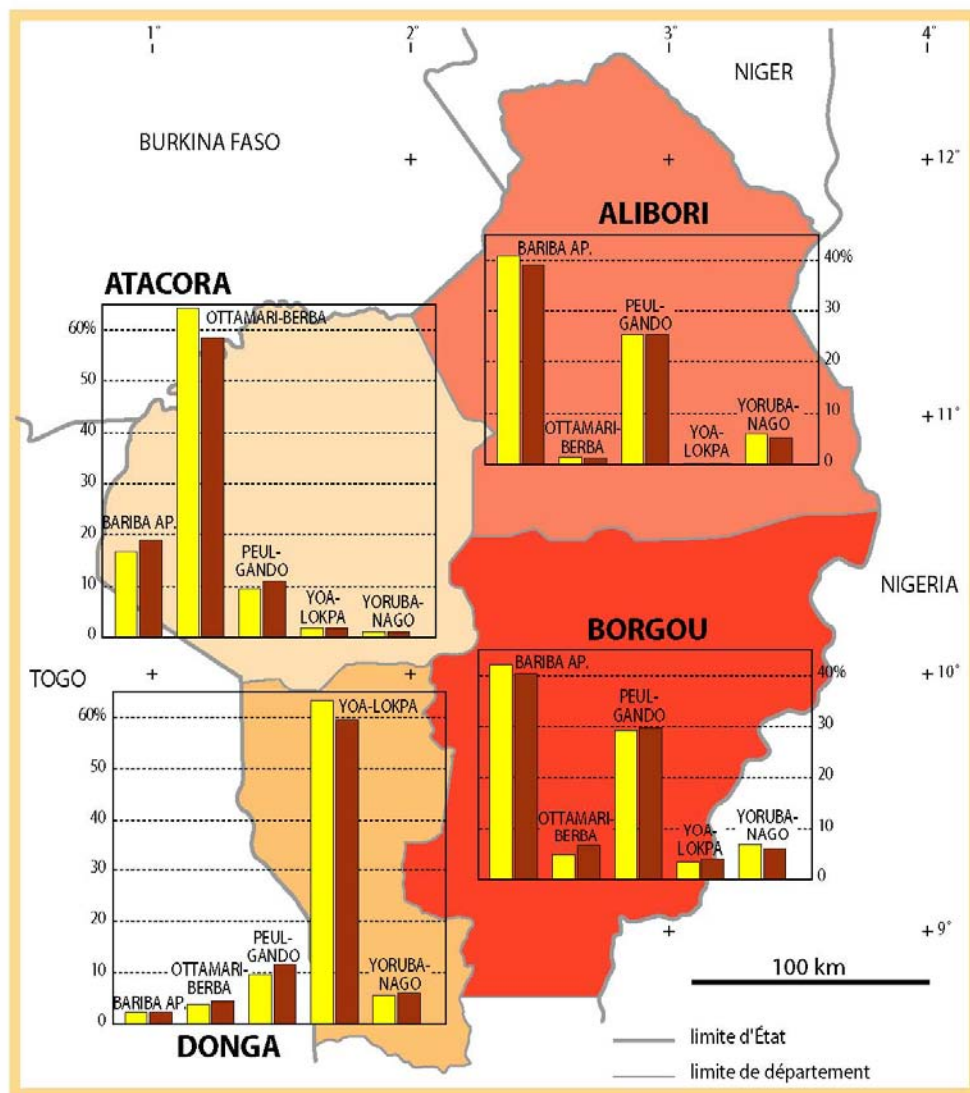 1°
2°
3°
4°
NIGER
BURKINA FASO
12°
ALIBORI
BARIBA AP.
40%
ATACORA
OTTAMARI-BERBA
60%
PEUL-
GANDO
30
50
20
40
YORUBA-
NAGO
11°
OTTAMARI-
BERBA
YOA-
LOKPA
10
30
0
BARIBA AP.
20
PEUL-
GANDO
10
YOA-
LOKPA
YORUBA-
NAGO
0
NIGERIA
BORGOU
TOGO
BARIBA AP.
40%
10°
YOA-LOKPA
60%
PEUL-
GANDO
30
50
20
40
OTTAMARI-
BERBA
YORUBA-
NAGO
10
YOA-
LOKPA
30
0
20
9°
PEUL-
GANDO
10
OTTAMARI-
BERBA
YORUBA-
NAGO
100 km
BARIBA AP.
0
DONGA
limite d'État
limite de département